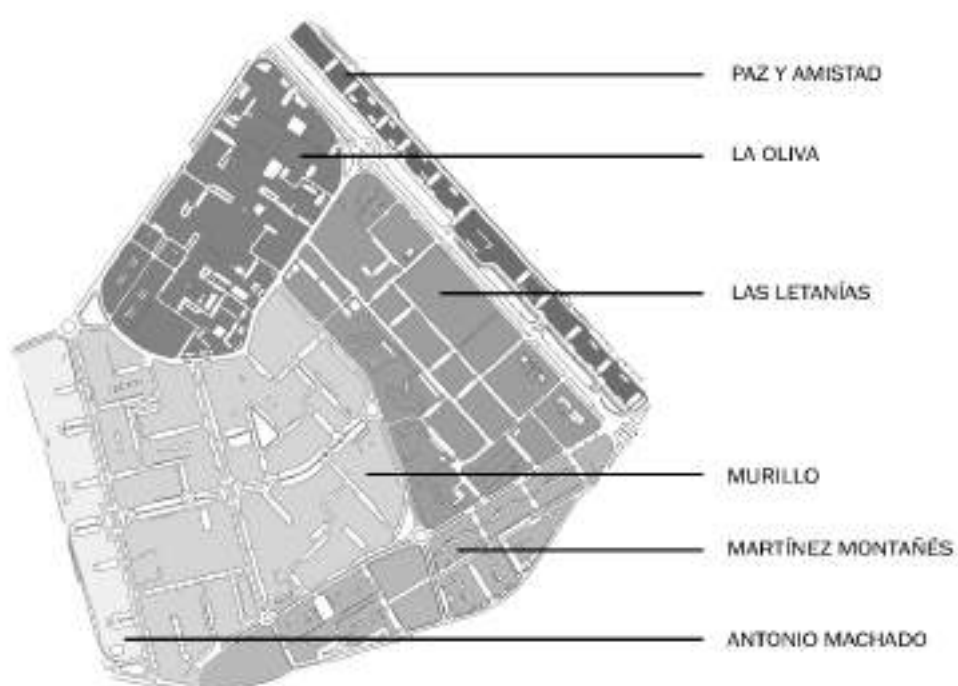 PAZ Y AMISTAD
LA OLIVA
LAS LETANÍAS
MURILLO
MARTÍNEZ MONTAÑÉS
ANTONIO MACHADO